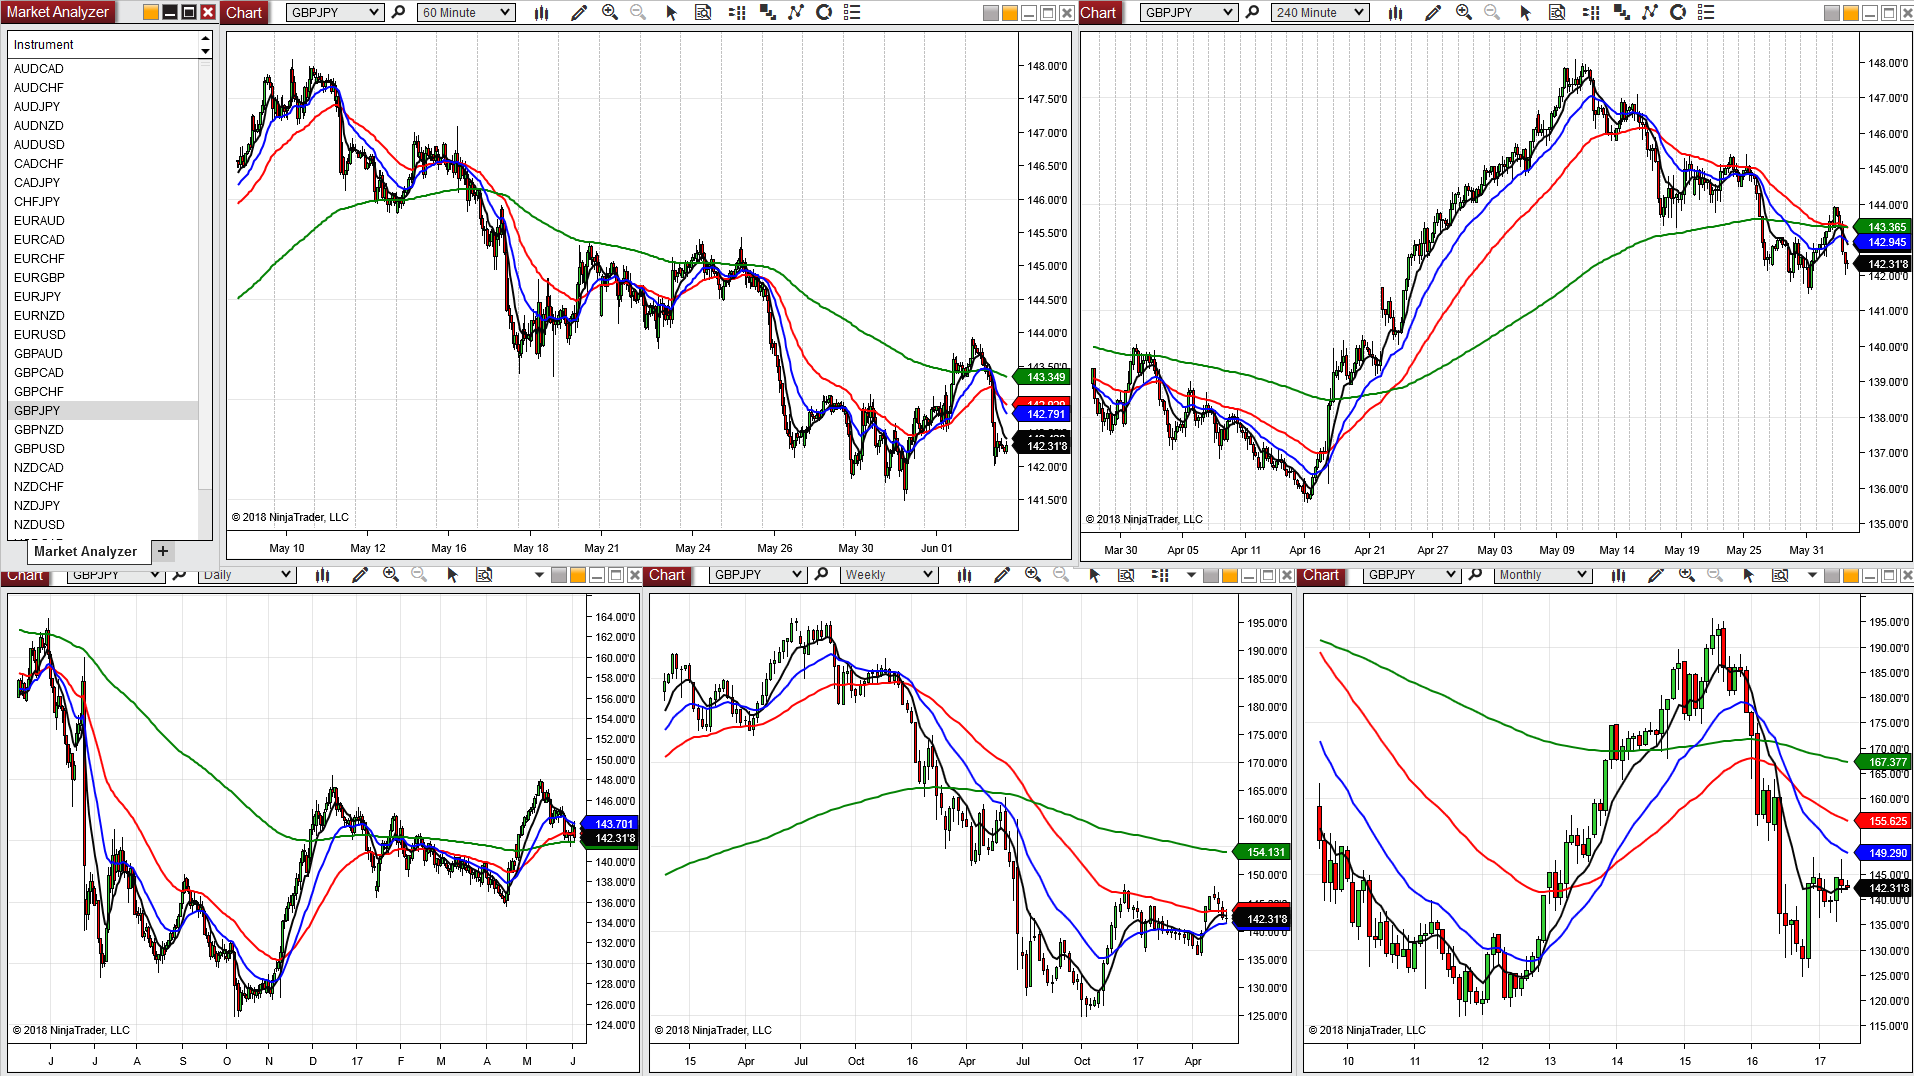 Market Analyzer
Instrument
AUDCAD
AUDCHF
AUDJPY
AUDNZD
AUDUSD
CADCHF
CADJPY
CHFJPY
EURAUD
EURCAD
EURCHF
EURGBP
EURJPY
EURNZD
EURUSD
GBPAUD
GBPCAD
GBPCHF
GBPJPY
GBPNZD
GBPUSD
NZDCAD
NZDCHF
NZDJPY
NZDUSD
Market Analyzer +
Chart GBPJPY 60 Minute
148.00'0
147.50'0
147.00'0
146.50'0
146.00'0
145.50'0
145.00'0
144.50'0
144.00'0
143.349
142.791
142.31'8
142.00'0
141.50'0
© 2018 NinjaTrader, LLC
May 10 May 12 May 16 May 18 May 21 May 24 May 26 May 30 Jun 01
Chart GBPJPY 240 Minute
148.00'0
147.00'0
146.00'0
145.00'0
144.00'0
143.365
142.945
142.31'8
142.00'0
141.00'0
140.00'0
139.00'0
138.00'0
137.00'0
136.00'0
135.00'0
© 2018 NinjaTrader, LLC
Mar 30 Apr 05 Apr 11 Apr 16 Apr 21 Apr 27 May 03 May 09 May 14 May 19 May 25 May 31
Chart GBPJPY Daily
164.00'0
162.00'0
160.00'0
158.00'0
156.00'0
154.00'0
152.00'0
150.00'0
148.00'0
146.00'0
143.701
142.31'8
140.00'0
138.00'0
136.00'0
134.00'0
132.00'0
130.00'0
128.00'0
126.00'0
124.00'0
© 2018 NinjaTrader, LLC
J J A S O N D 17 F M A M J
Chart GBPJPY Weekly
195.00'0
190.00'0
185.00'0
180.00'0
175.00'0
170.00'0
165.00'0
160.00'0
154.131
150.00'0
142.31'8
140.00'0
135.00'0
130.00'0
125.00'0
© 2018 NinjaTrader, LLC
15 Apr Jul Oct 16 Apr Jul Oct 17 Apr
Chart GBPJPY Monthly
195.00'0
190.00'0
185.00'0
180.00'0
175.00'0
170.00'0
167.377
165.00'0
160.00'0
155.625
149.290
145.00'0
142.31'8
140.00'0
135.00'0
130.00'0
125.00'0
120.00'0
115.00'0
© 2018 NinjaTrader, LLC
10 11 12 13 14 15 16 17